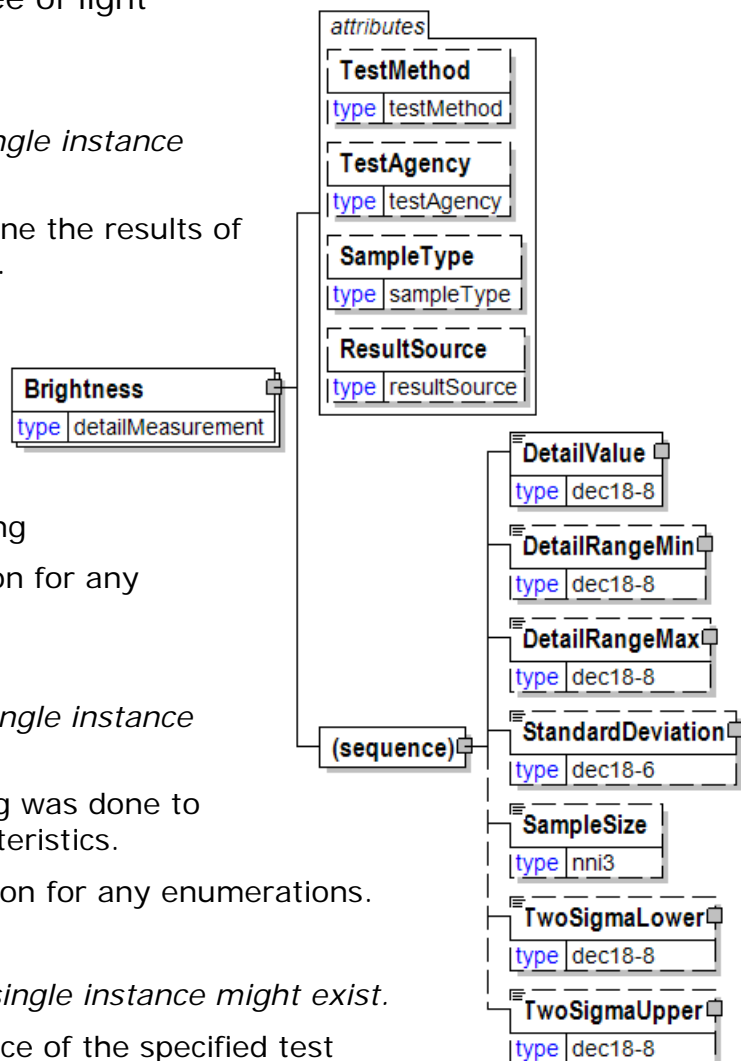 ee of light
ngle instance
ne the results of
.
ng
on for any
ngle instance
g was done to
teristics.
on for any enumerations.
single instance might exist.
ce of the specified test
attributes
TestMethod
type testMethod
TestAgency
type testAgency
SampleType
type sampleType
ResultSource
type resultSource
Brightness
type detailMeasurement
(sequence)
DetailValue
type dec18-8
DetailRangeMin
type dec18-8
DetailRangeMax
type dec18-8
StandardDeviation
type dec18-6
SampleSize
type nni3
TwoSigmaLower
type dec18-8
TwoSigmaUpper
type dec18-8